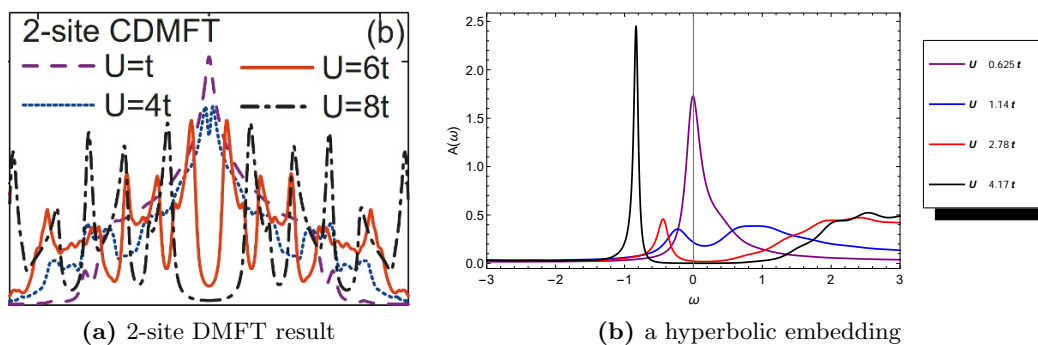 2-site CDMFT (b)
U=t U=6t
U=4t U=8t
A(ω)
2.5
2.0
1.5
1.0
0.5
0.0
−3 −2 −1 0 1 2 3
ω
U 0.625 t
U 1.14 t
U 2.78 t
U 4.17 t
(a) 2-site DMFT result
(b) a hyperbolic embedding